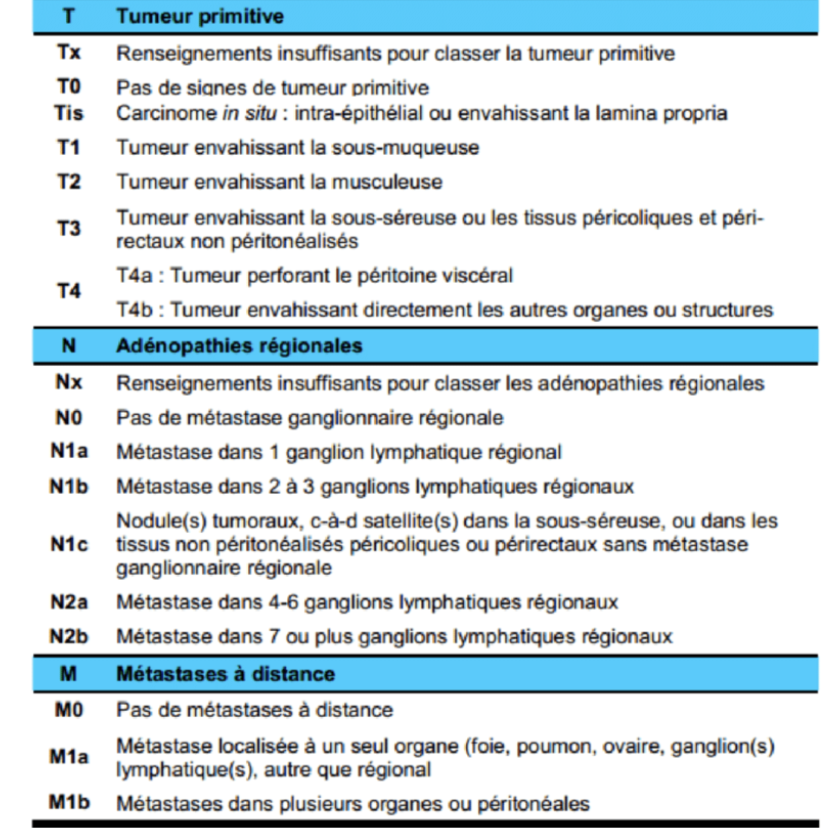 T Tumeur primitive
Tx Renseignements insuffisants pour classer la tumeur primitive
T0 Pas de signes de tumeur primitive
Tis Carcinome in situ : intra-épithélial ou envahissant la lamina propria
T1 Tumeur envahissant la sous-muqueuse
T2 Tumeur envahissant la musculeuse
T3 Tumeur envahissant la sous-séreuse ou les tissus péricoliques et péri-
rectaux non péritonéalisés
T4 T4a : Tumeur perforant le péritoine viscéral
T4b : Tumeur envahissant directement les autres organes ou structures
N Adénopathies régionales
Nx Renseignements insuffisants pour classer les adénopathies régionales
N0 Pas de métastase ganglionnaire régionale
N1a Métastase dans 1 ganglion lymphatique régional
N1b Métastase dans 2 à 3 ganglions lymphatiques régionaux
N1c Nodule(s) tumoraux, c-à-d satellite(s) dans la sous-séreuse, ou dans les
tissus non péritonéalisés péricoliques ou périrectaux sans métastase
ganglionnaire régionale
N2a Métastase dans 4-6 ganglions lymphatiques régionaux
N2b Métastase dans 7 ou plus ganglions lymphatiques régionaux
M Métastases à distance
M0 Pas de métastases à distance
M1a Métastase localisée à un seul organe (foie, poumon, ovaire, ganglion(s)
lymphatique(s), autre que régional
M1b Métastases dans plusieurs organes ou péritonéales